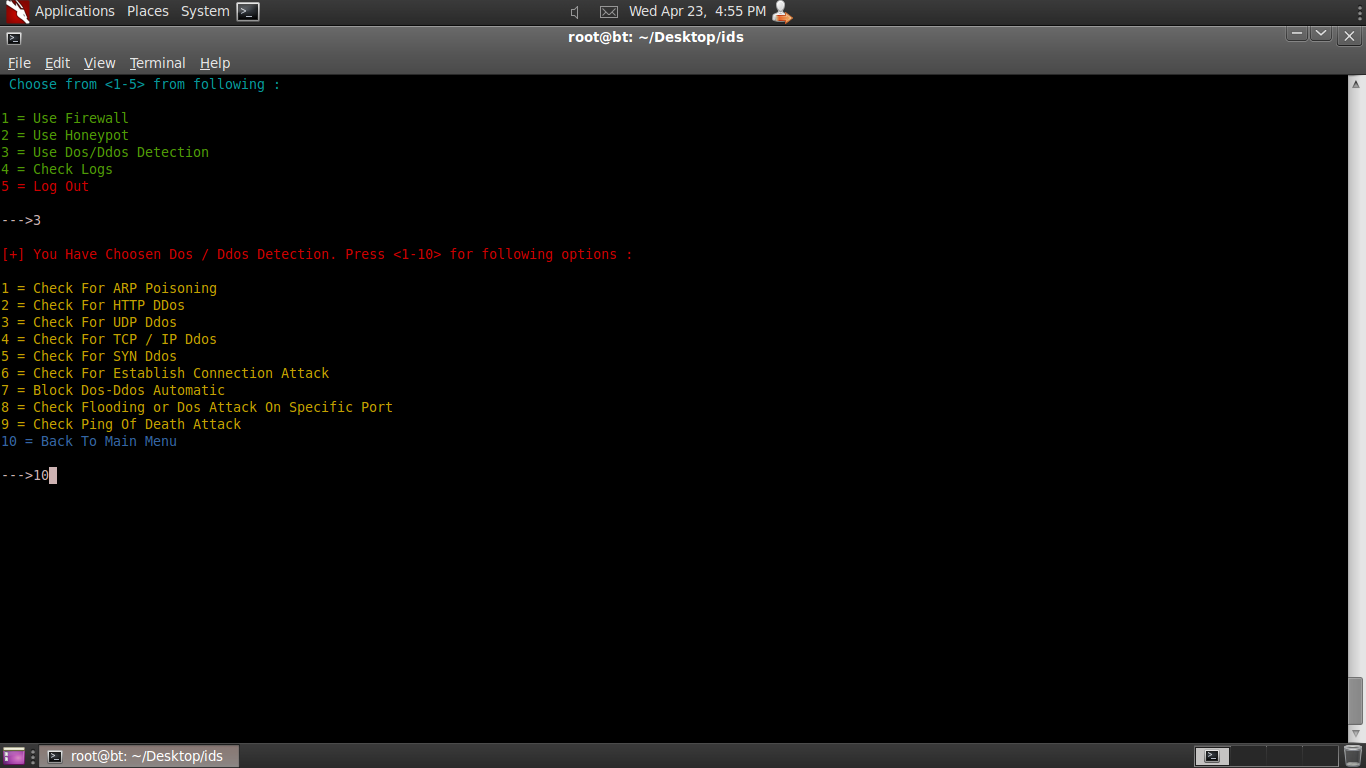 Applications Places System Wed Apr 23, 4:55 PM
root@bt: ~/Desktop/ids
File Edit View Terminal Help
Choose from <1-5> from following :
1 = Use Firewall
2 = Use Honeypot
3 = Use Dos/Ddos Detection
4 = Check Logs
5 = Log Out
--->3
[+] You Have Choosen Dos / Ddos Detection. Press <1-10> for following options :
1 = Check For ARP Poisoning
2 = Check For HTTP DDos
3 = Check For UDP Ddos
4 = Check For TCP / IP Ddos
5 = Check For SYN Ddos
6 = Check For Establish Connection Attack
7 = Block Dos-Ddos Automatic
8 = Check Flooding or Dos Attack On Specific Port
9 = Check Ping Of Death Attack
10 = Back To Main Menu
--->10
root@bt: ~/Desktop/ids